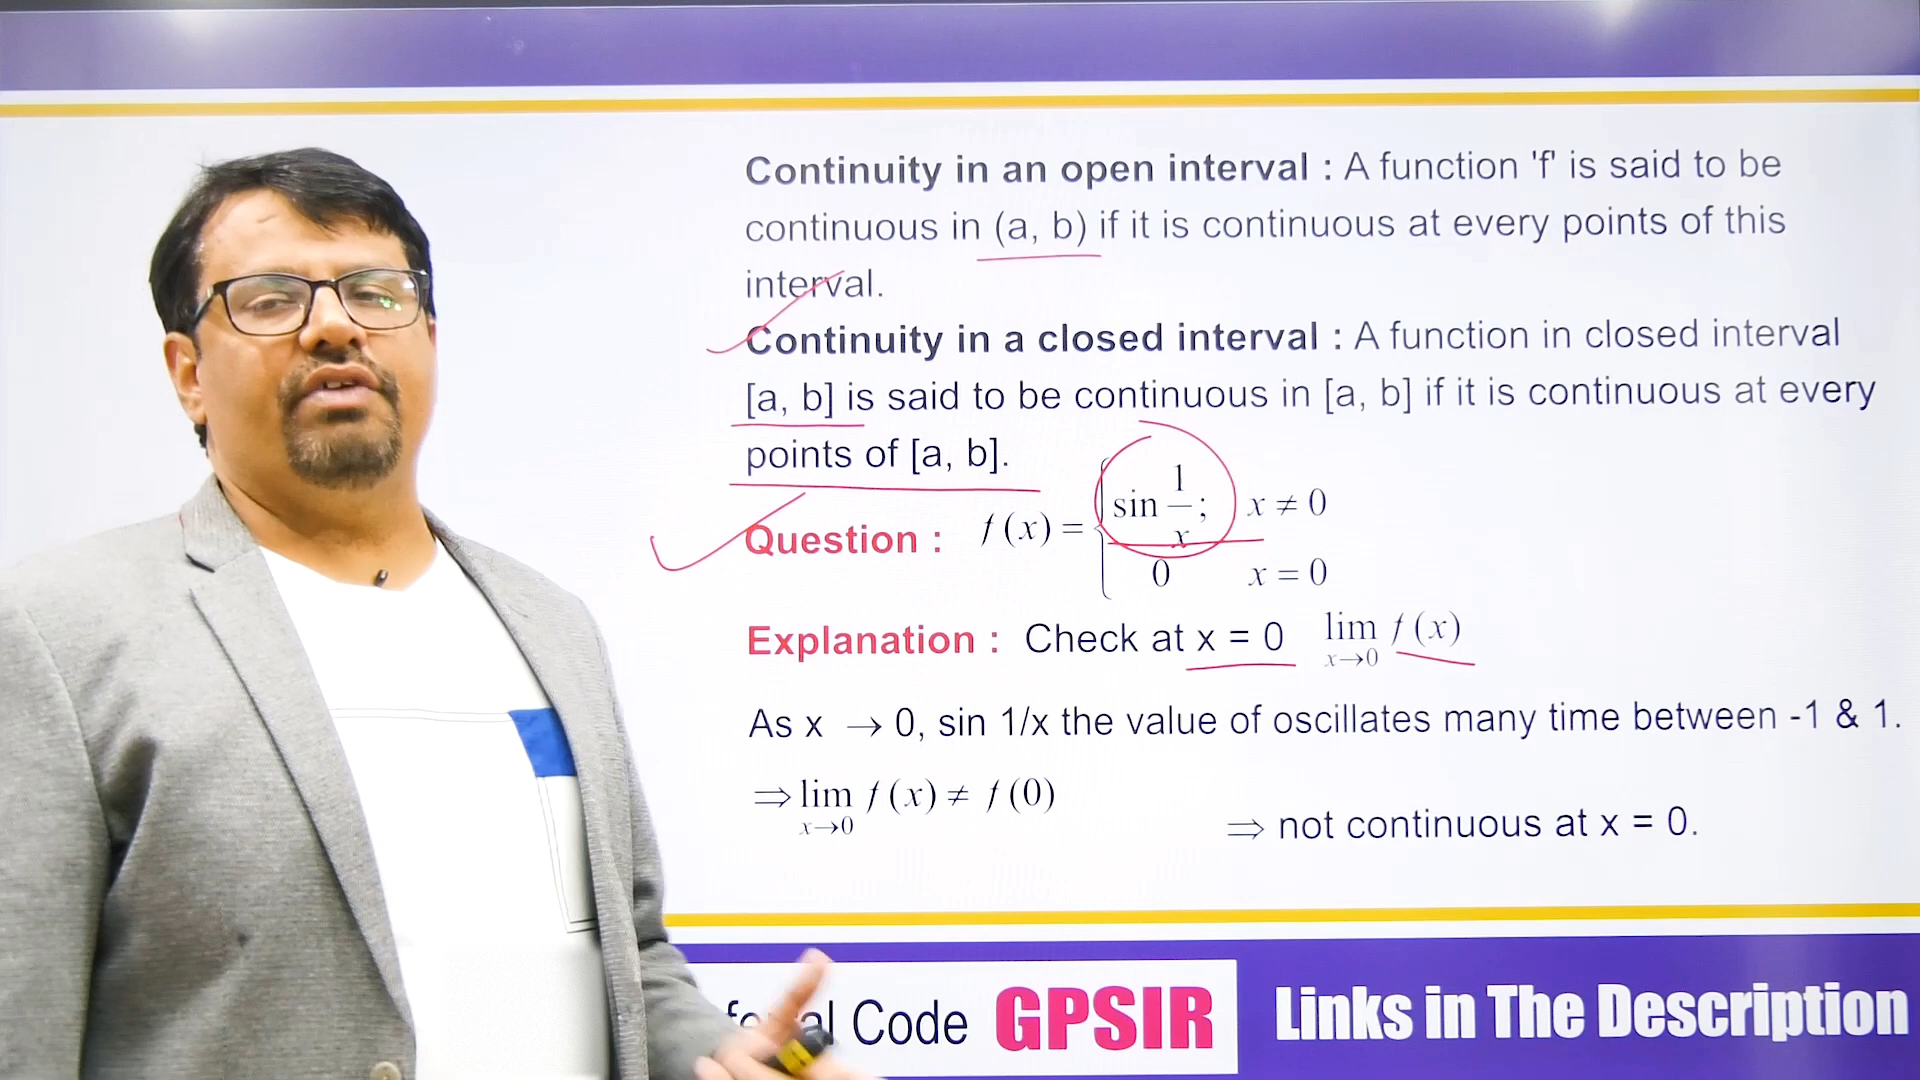 Continuity in an open interval : A function 'f' is said to be
continuous in (a, b) if it is continuous at every points of this
interval.
Continuity in a closed interval : A function in closed interval
[a, b] is said to be continuous in [a, b] if it is continuous at every
points of [a, b].
Question : f (x) = { sin 1/x ; x ≠ 0
0 x = 0
Explanation : Check at x = 0 lim x→0 f (x)
As x → 0, sin 1/x the value of oscillates many time between -1 & 1.
⇒ lim x→0 f (x) ≠ f (0)
⇒ not continuous at x = 0.
Code GPSIR
Links in The Description